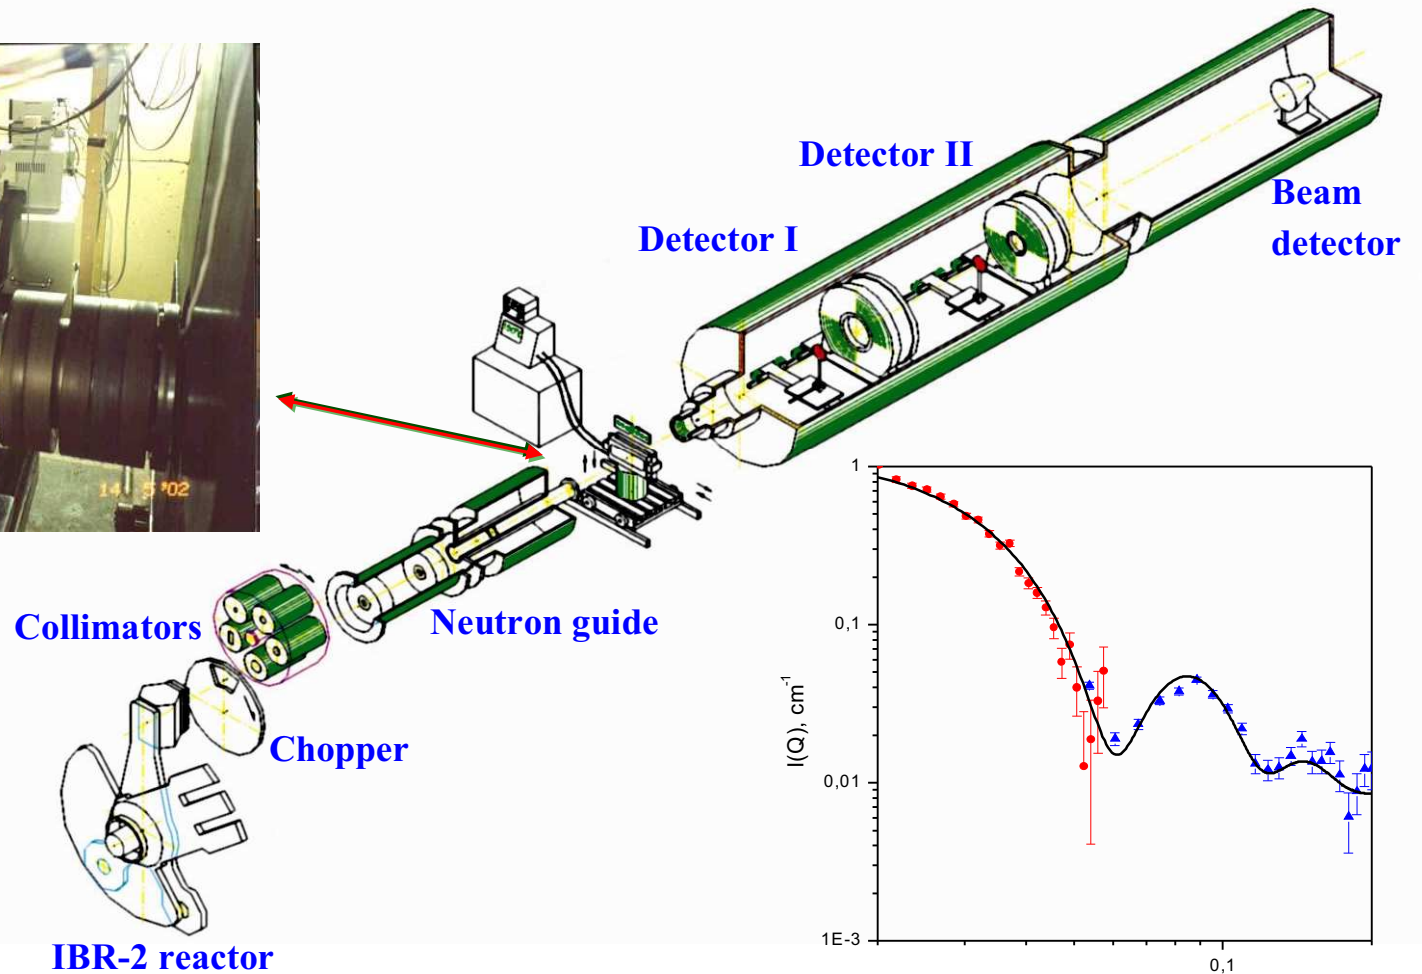 Detector II
Beam
detector
Detector I
14 5 '02
Collimators
Neutron guide
Chopper
IBR-2 reactor
1
0,1
0,01
1E-3
I(Q), cm-1
0,1